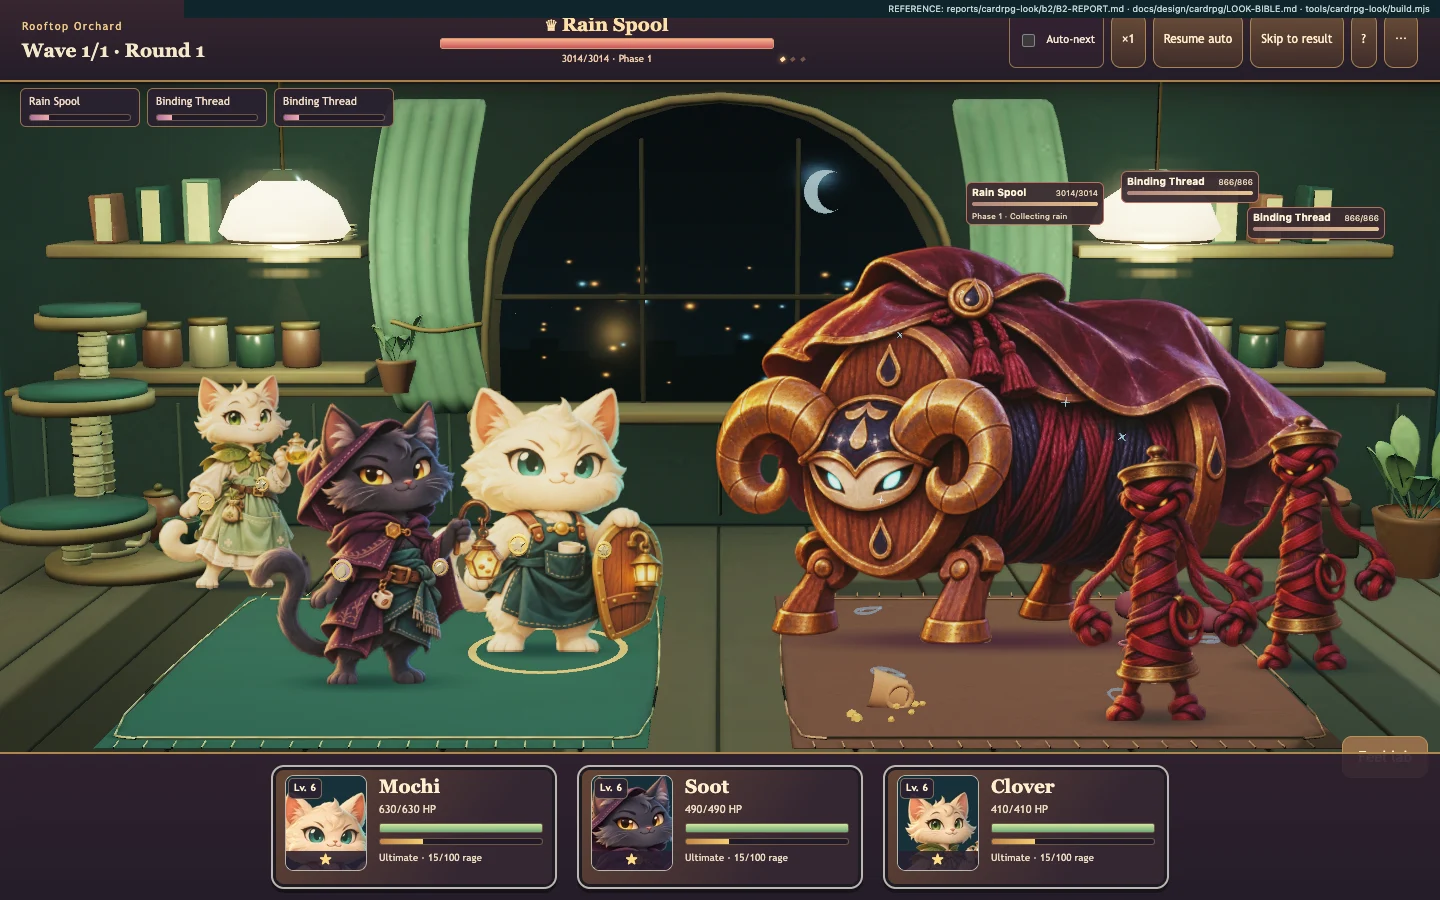 REFERENCE: reports/cardrpg-look/b2/B2-REPORT.md · docs/design/cardrpg/LOOK-BIBLE.md · tools/cardrpg-look/build.mjs
Rooftop Orchard
Wave 1/1 · Round 1
♛ Rain Spool
3014/3014 · Phase 1
Auto-next
×1
Resume auto
Skip to result
?
...
Rain Spool
Binding Thread
Binding Thread
Rain Spool 3014/3014
Phase 1 · Collecting rain
Binding Thread 866/866
Binding Thread 866/866
Lv. 6
Mochi
630/630 HP
Ultimate · 15/100 rage
Lv. 6
Soot
490/490 HP
Ultimate · 15/100 rage
Lv. 6
Clover
410/410 HP
Ultimate · 15/100 rage